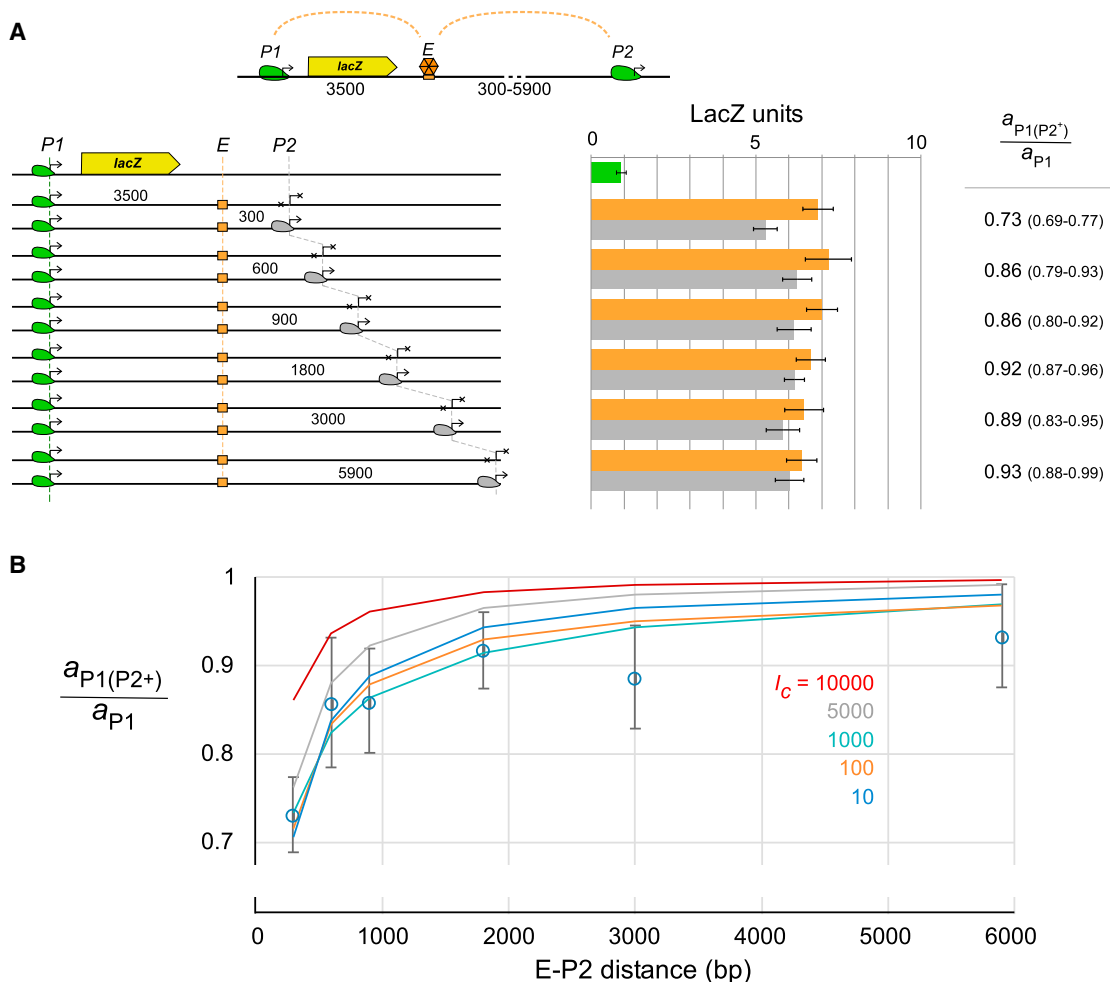 A
P1
lacZ
E
P2
3500
300-5900
P1
lacZ
E
P2
3500
300
600
900
1800
3000
5900
LacZ units
0
5
10
aP1(P2+)
aP1
0.73 (0.69-0.77)
0.86 (0.79-0.93)
0.86 (0.80-0.92)
0.92 (0.87-0.96)
0.89 (0.83-0.95)
0.93 (0.88-0.99)
B
aP1(P2+)
aP1
1
0.9
0.8
0.7
lc = 10000
5000
1000
100
10
0
1000
2000
3000
4000
5000
6000
E-P2 distance (bp)